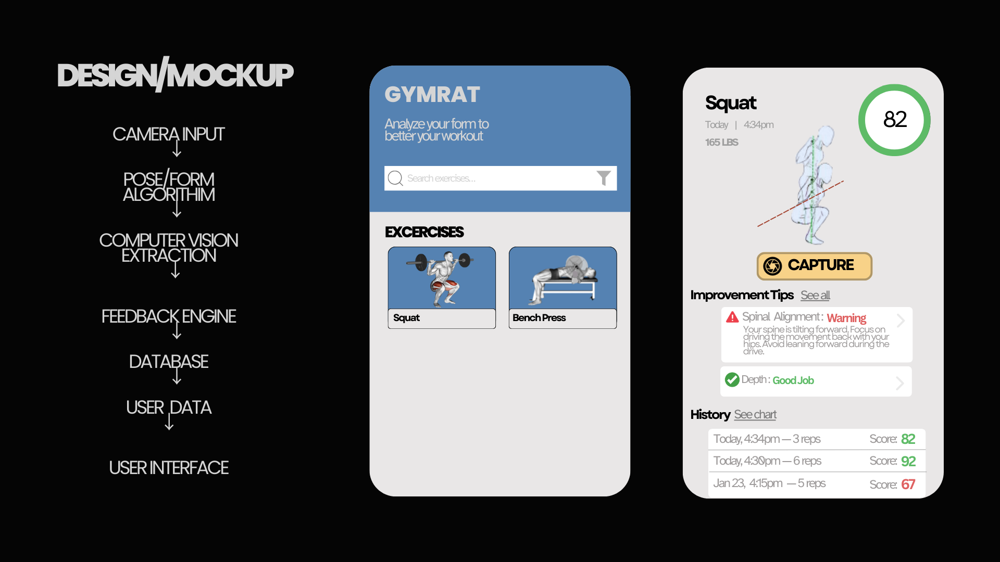 DESIGN/MOCKUP
CAMERA INPUT
POSE/FORM
ALGORITHIM
COMPUTER VISION
EXTRACTION
FEEDBACK ENGINE
DATABASE
USER DATA
USER INTERFACE
GYMRAT
Analyze your form to
better your workout
Search exercises...
EXCERCISES
Squat
Bench Press
Squat
82
Today | 4:34pm
165 LBS
CAPTURE
Improvement Tips See all
Spinal Alignment : Warning
Your spine is tilting forward. Focus on
driving the movement back with your
hips. Avoid leaning forward during the
drive.
Depth : Good Job
History See chart
Today, 4:34pm — 3 reps Score: 82
Today, 4:30pm — 6 reps Score: 92
Jan 23, 4:15pm — 5 reps Score: 67